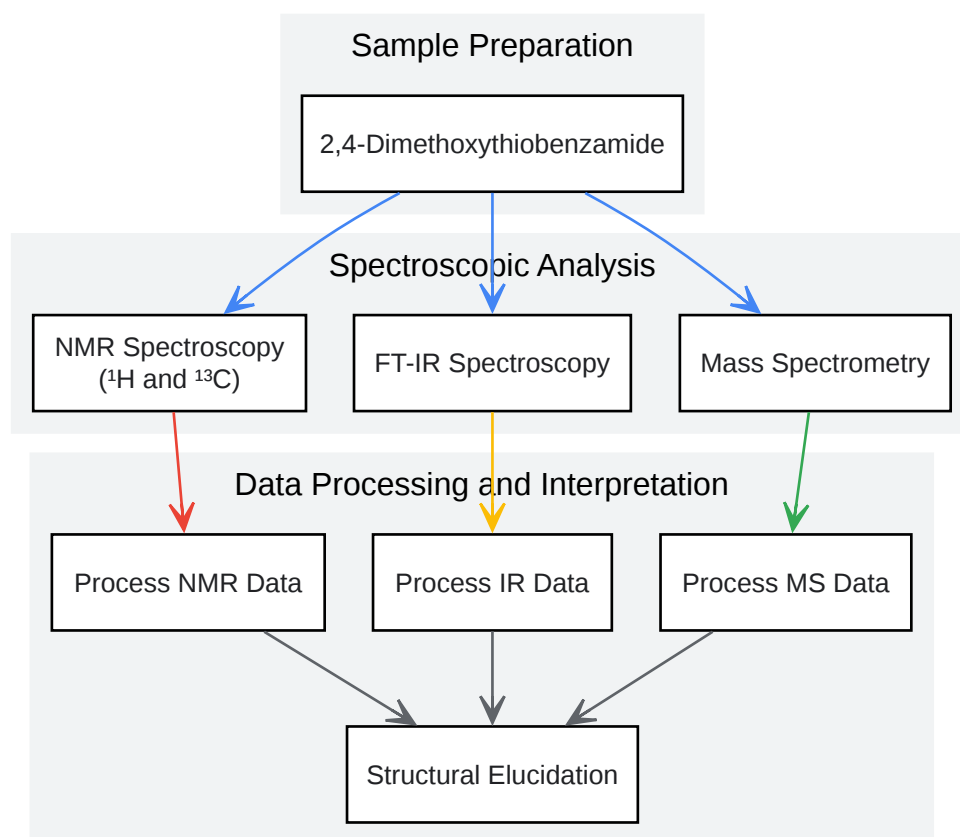 Sample Preparation
2,4-Dimethoxythiobenzamide
Spectroscopic Analysis
NMR Spectroscopy
(¹H and ¹³C)
FT-IR Spectroscopy
Mass Spectrometry
Data Processing and Interpretation
Process NMR Data
Process IR Data
Process MS Data
Structural Elucidation